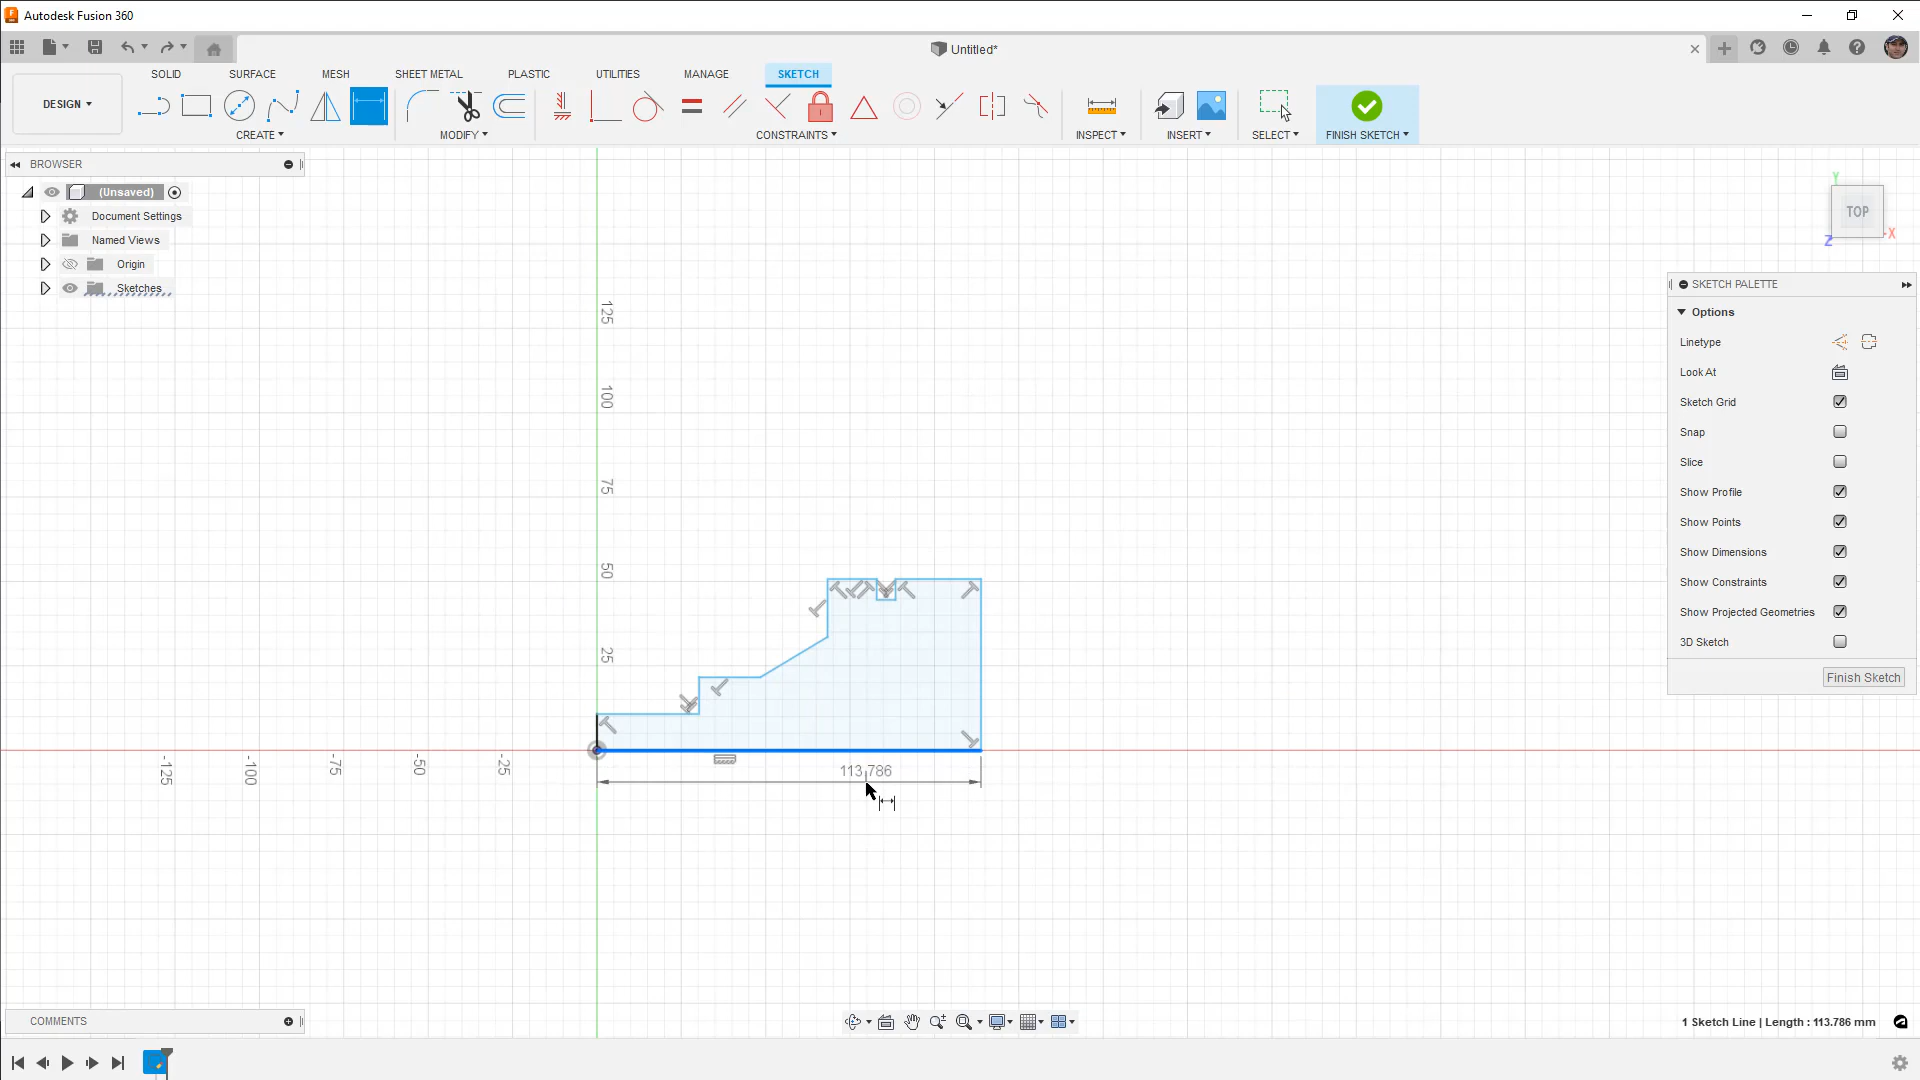 Autodesk Fusion 360
Untitled*
SOLID SURFACE MESH SHEET METAL PLASTIC UTILITIES MANAGE SKETCH
DESIGN
CREATE MODIFY CONSTRAINTS INSPECT INSERT SELECT FINISH SKETCH
BROWSER
(Unsaved)
Document Settings
Named Views
Origin
Sketches
Y
TOP
X
Z
SKETCH PALETTE
Options
Linetype
Look At
Sketch Grid
Snap
Slice
Show Profile
Show Points
Show Dimensions
Show Constraints
Show Projected Geometries
3D Sketch
Finish Sketch
125
100
75
50
25
-125 -100 -75 -50 -25
113.786
COMMENTS
1 Sketch Line | Length : 113.786 mm